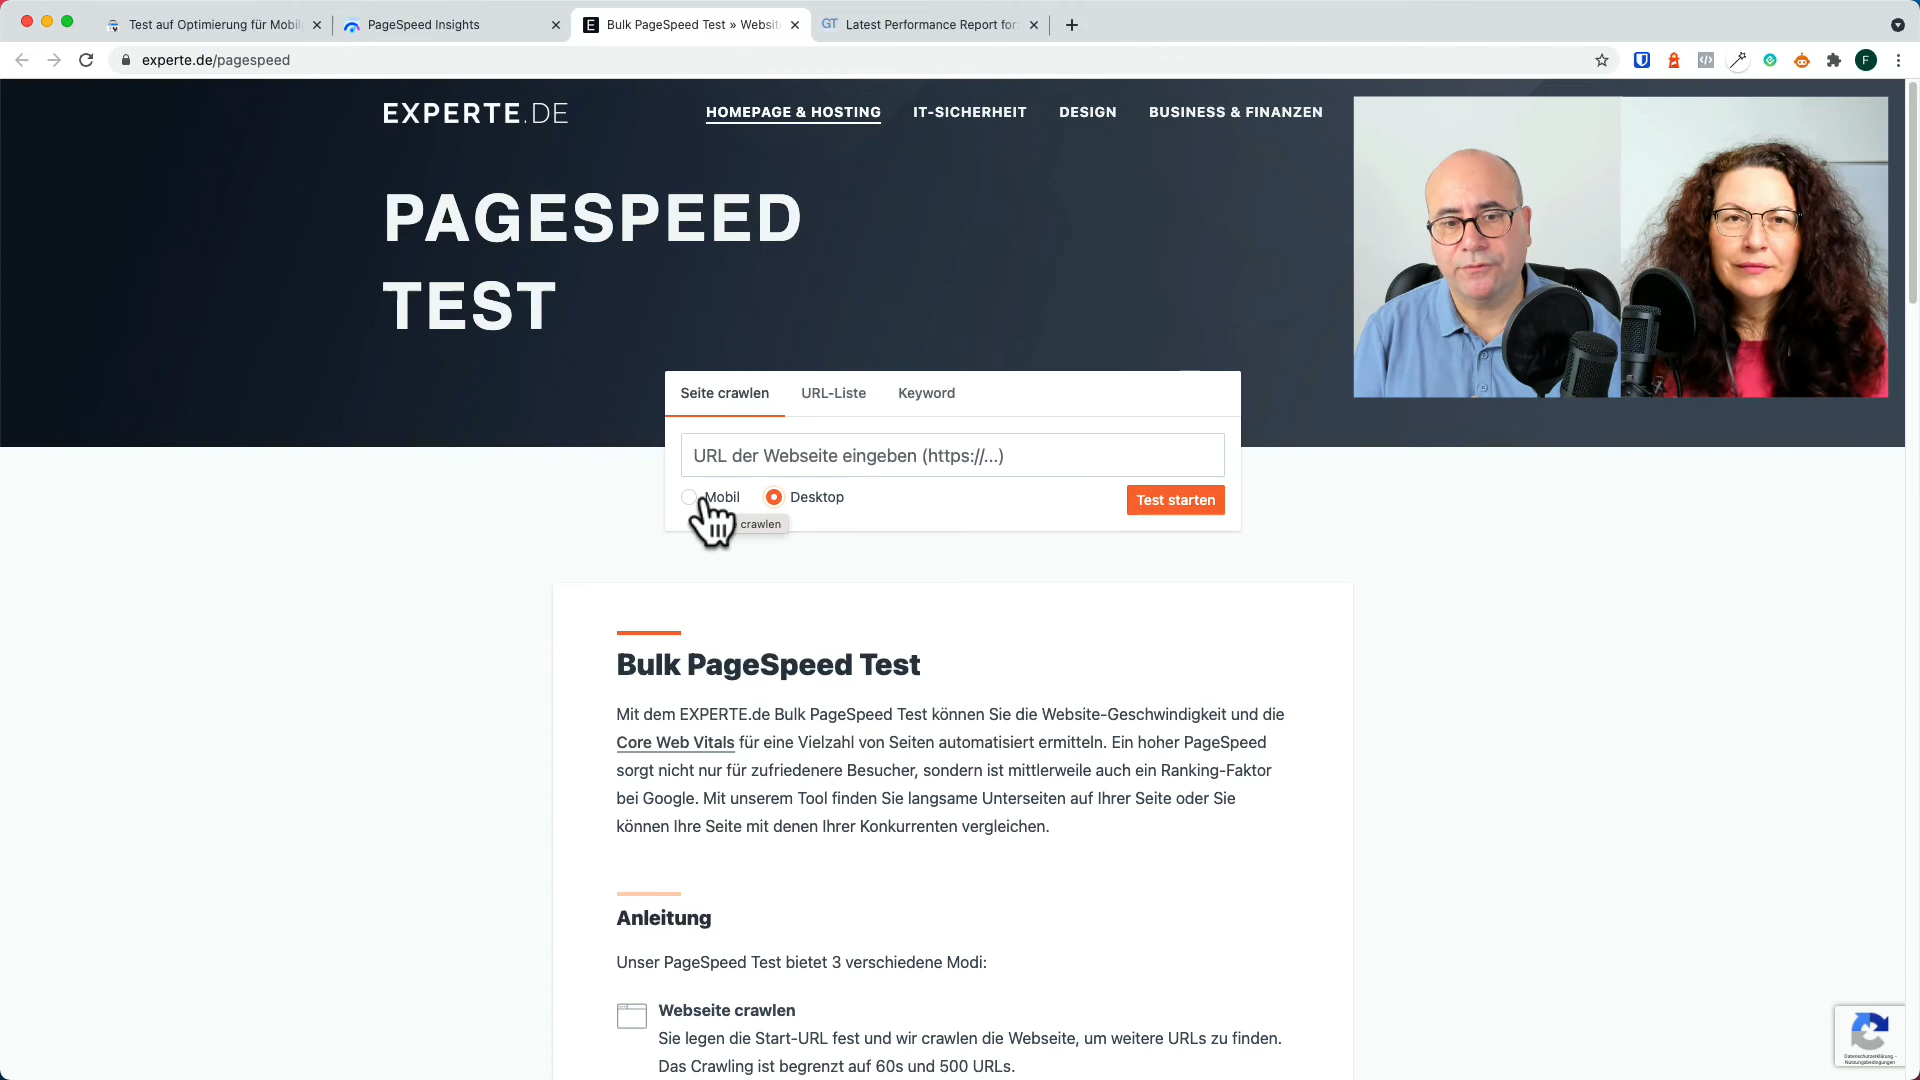 Test auf Optimierung für Mobil
PageSpeed Insights
Bulk PageSpeed Test » Website
GT Latest Performance Report for:
experte.de/pagespeed
F
EXPERTE.DE
HOMEPAGE & HOSTING
IT-SICHERHEIT
DESIGN
BUSINESS & FINANZEN
PAGESPEED
TEST
Seite crawlen
URL-Liste
Keyword
URL der Webseite eingeben (https://...)
Mobil
Desktop
Test starten
crawlen
Bulk PageSpeed Test
Mit dem EXPERTE.de Bulk PageSpeed Test können Sie die Website-Geschwindigkeit und die
Core Web Vitals für eine Vielzahl von Seiten automatisiert ermitteln. Ein hoher PageSpeed
sorgt nicht nur für zufriedenere Besucher, sondern ist mittlerweile auch ein Ranking-Faktor
bei Google. Mit unserem Tool finden Sie langsame Unterseiten auf Ihrer Seite oder Sie
können Ihre Seite mit denen Ihrer Konkurrenten vergleichen.
Anleitung
Unser PageSpeed Test bietet 3 verschiedene Modi:
Webseite crawlen
Sie legen die Start-URL fest und wir crawlen die Webseite, um weitere URLs zu finden.
Das Crawling ist begrenzt auf 60s und 500 URLs.
Datenschutzerklärung -
Nutzungsbedingungen